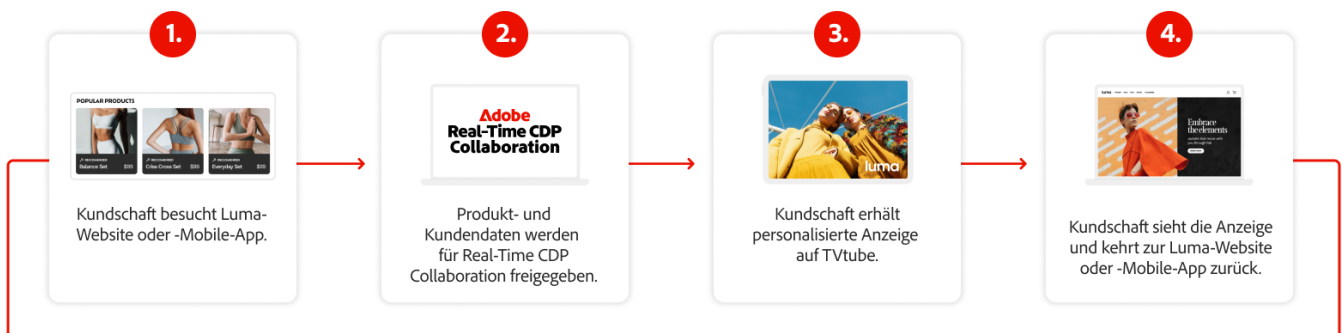 1.
POPULAR PRODUCTS
RECOMMENDED
Balance Set
RECOMMENDED
Criss Cross Set
RECOMMENDED
Everyday Set
Kundschaft besucht Luma-
Website oder -Mobile-App.
2.
Adobe
Real-Time CDP
Collaboration
Produkt- und
Kundendaten werden
für Real-Time CDP
Collaboration freigegeben.
3.
luma
Kundschaft erhält
personalisierte Anzeige
auf TVtube.
4.
luma
Embrace
the elements
Kundschaft sieht die Anzeige
und kehrt zur Luma-Website
oder -Mobile-App zurück.